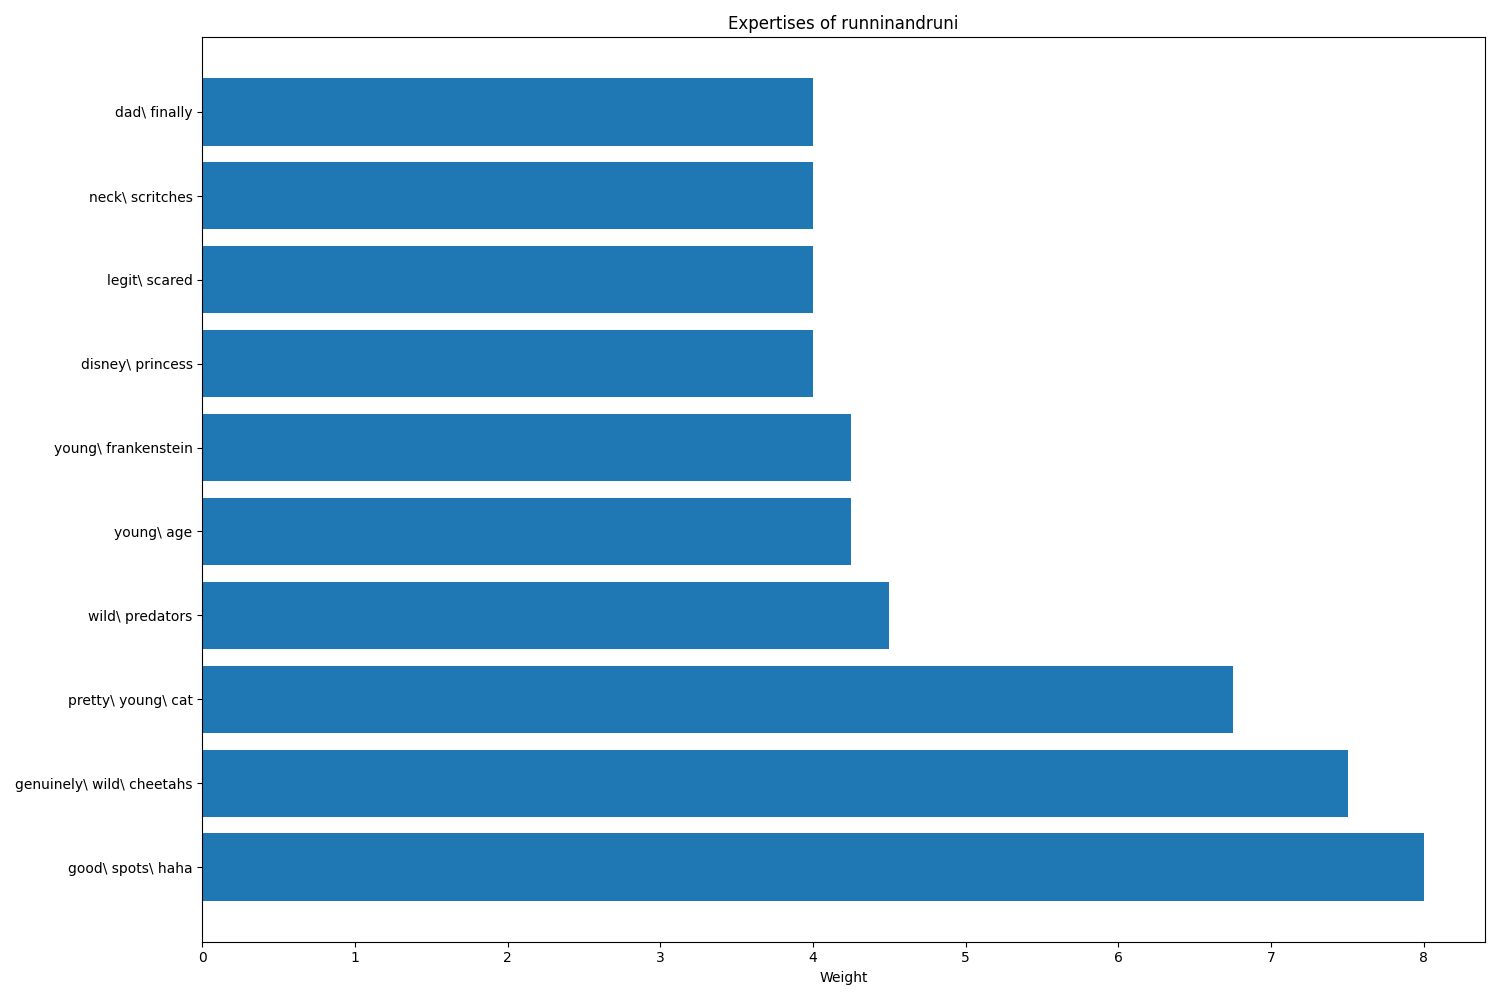 Expertises of runninandruni
dad\ finally
neck\ scritches
legit\ scared
disney\ princess
young\ frankenstein
young\ age
wild\ predators
pretty\ young\ cat
genuinely\ wild\ cheetahs
good\ spots\ haha
0 1 2 3 4 5 6 7 8
Weight